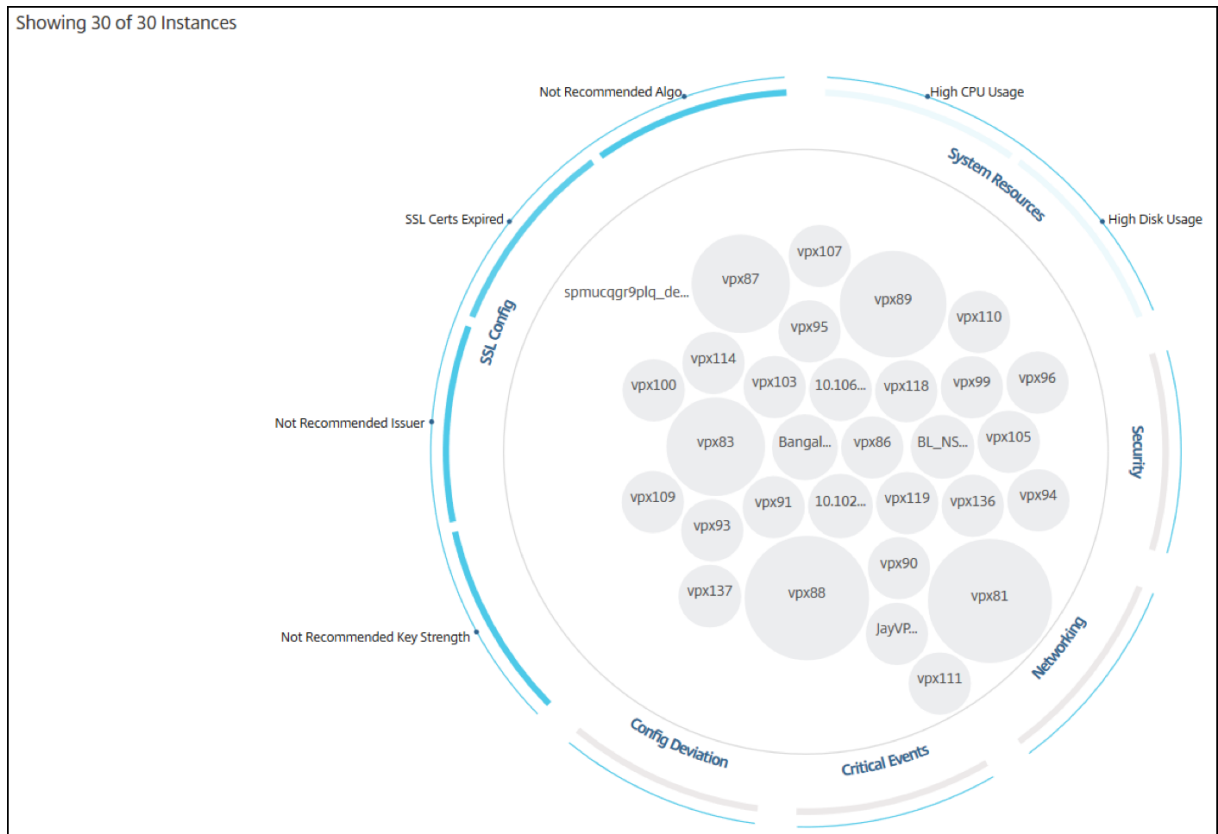 Showing 30 of 30 Instances
Not Recommended Algo
High CPU Usage
System Resources
SSL Certs Expired
High Disk Usage
vpx107
vpx87
spmucqgr9plq_de...
vpx89
vpx110
vpx95
SSL Config
vpx114
vpx100
vpx103
10.106...
vpx118
vpx99
vpx96
Not Recommended Issuer
vpx83
Bangal...
vpx86
BL_NS...
vpx105
Security
vpx109
vpx91
10.102...
vpx119
vpx136
vpx94
vpx93
vpx90
vpx137
vpx88
vpx81
JayVP...
Not Recommended Key Strength
Networking
vpx111
Config Deviation
Critical Events